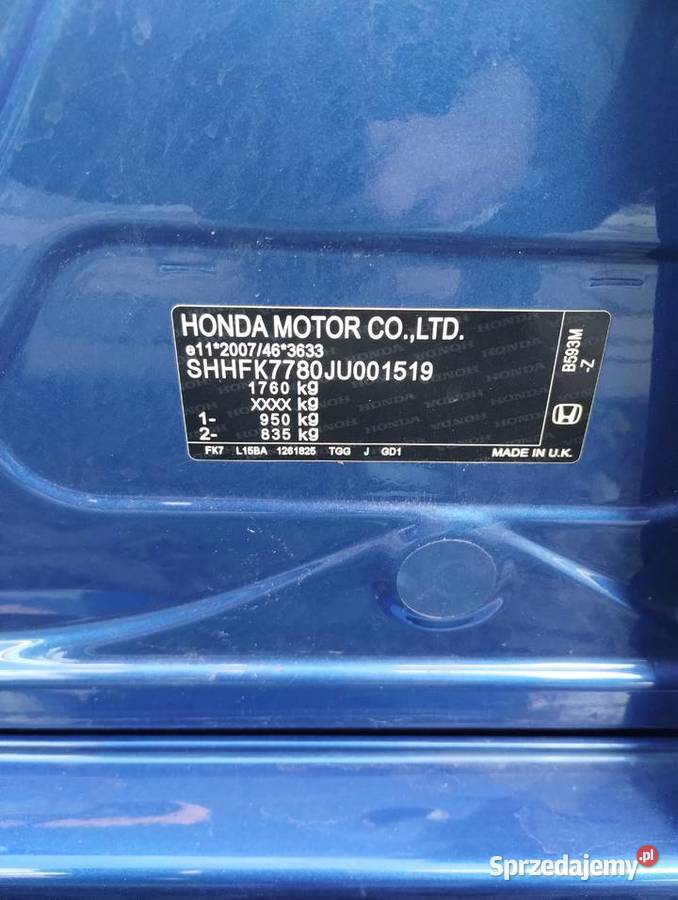 HONDA MOTOR CO.,LTD.
e11*2007/46*3633
SHHFK7780JU001519
1760 kg
XXXX kg
1- 950 kg
2- 835 kg
FK7 L15BA 1261825 TGG J GD1
MADE IN U.K.
B593M
-Z
Sprzedajemy.pl